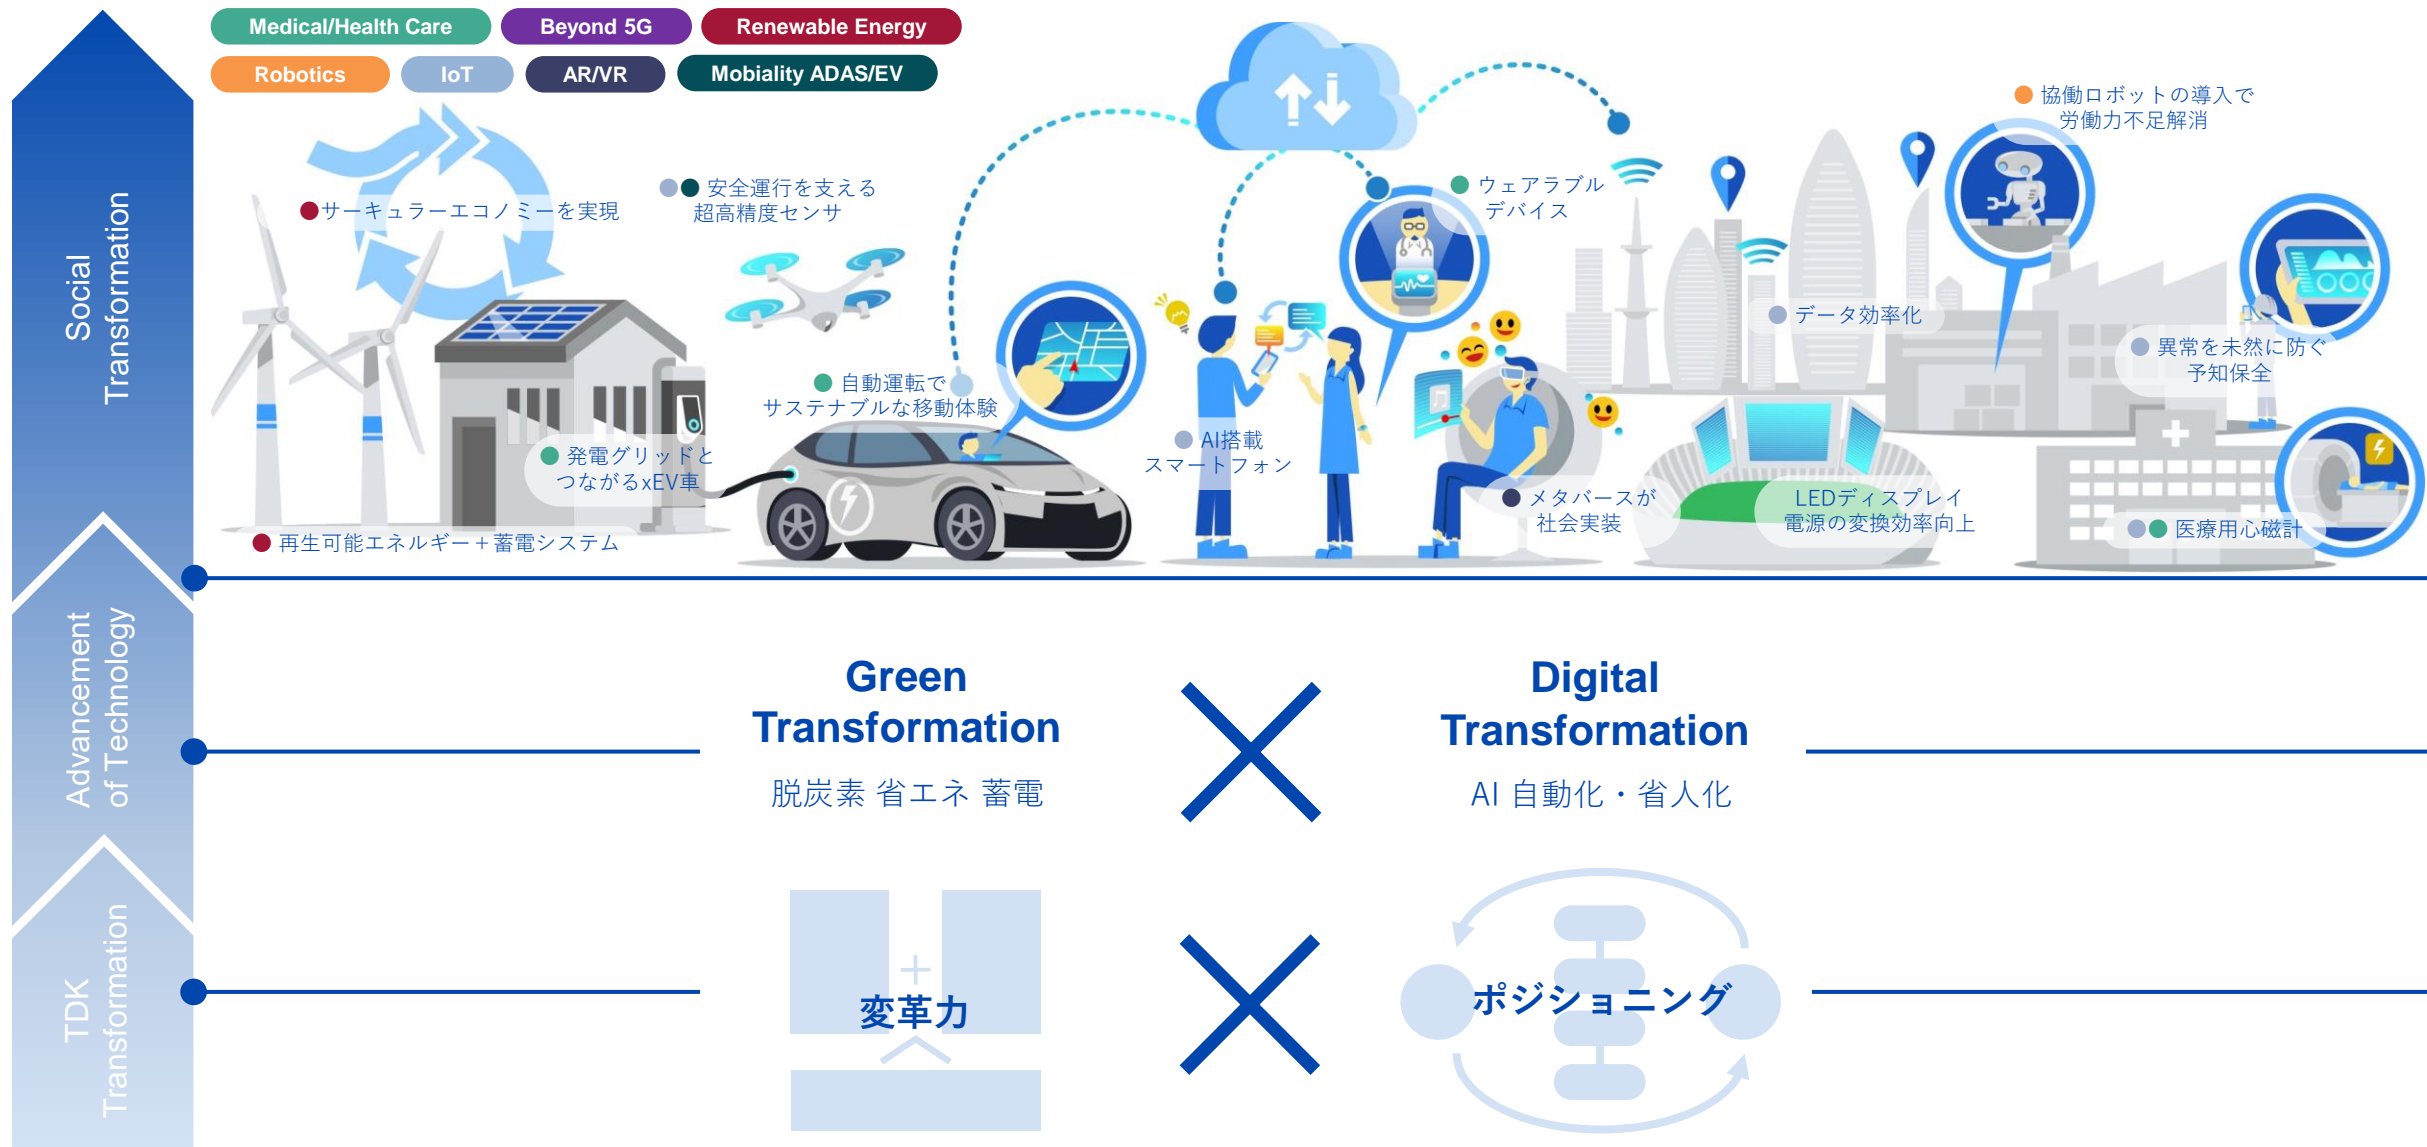 Medical/Health Care
Beyond 5G
Renewable Energy
Robotics
IoT
AR/VR
Mobiality ADAS/EV
Social
Transformation
サーキュラーエコノミーを実現
安全運行を支える
超高精度センサ
ウェアラブル
デバイス
協働ロボットの導入で
労働力不足解消
データ効率化
異常を未然に防ぐ
予知保全
自動運転で
サステナブルな移動体験
発電グリッドと
つながるxEV車
AI搭載
スマートフォン
メタバースが
社会実装
LEDディスプレイ
電源の変換効率向上
医療用心磁計
再生可能エネルギー＋蓄電システム
Advancement
of Technology
Green
Transformation
脱炭素 省エネ 蓄電
Digital
Transformation
AI 自動化・省人化
TDK
Transformation
＋
変革力
ポジショニング